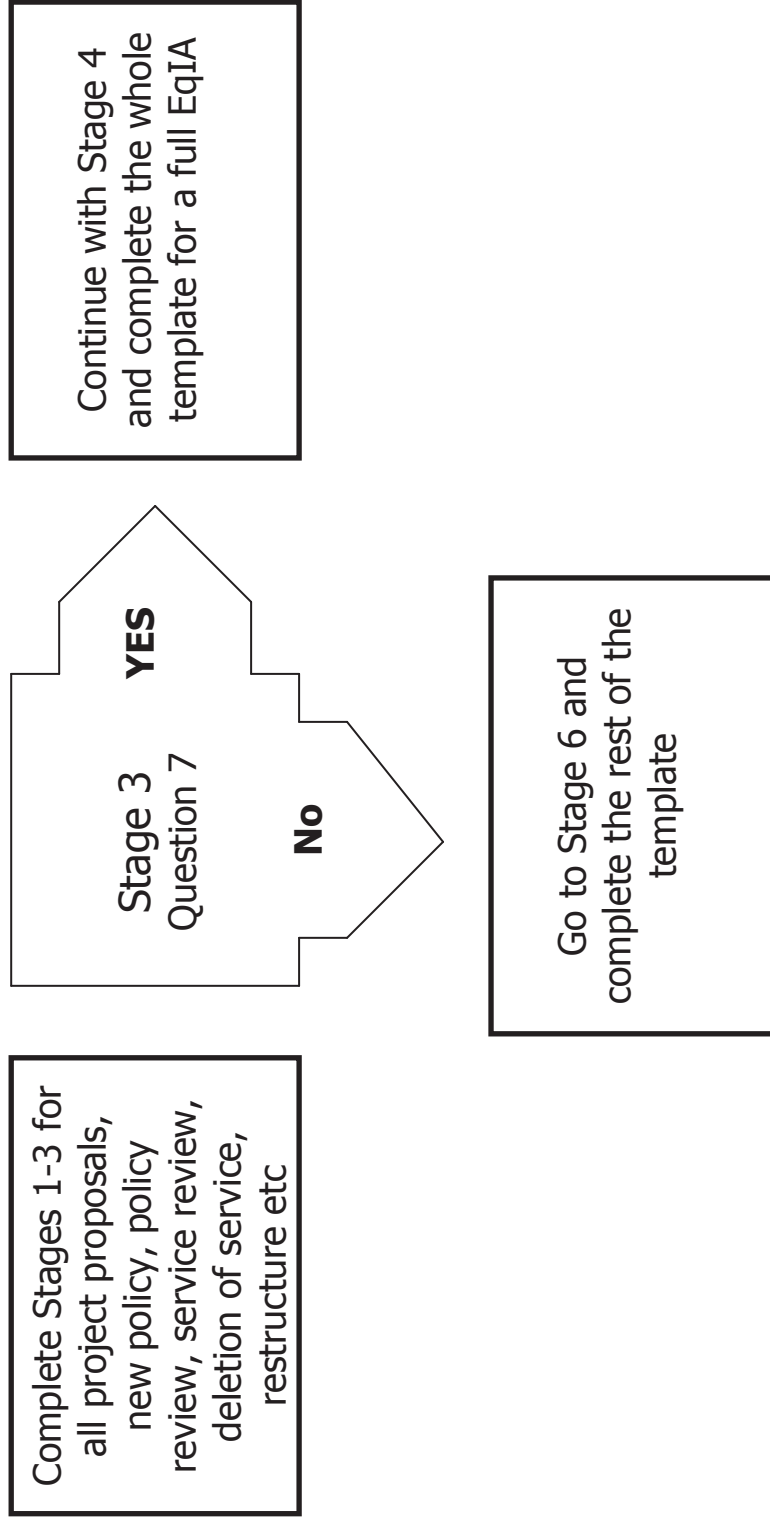 Complete Stages 1-3 for
all project proposals,
new policy, policy
review, service review,
deletion of service,
restructure etc
Stage 3
Question 7
YES
No
Continue with Stage 4
and complete the whole
template for a full EqIA
Go to Stage 6 and
complete the rest of the
template